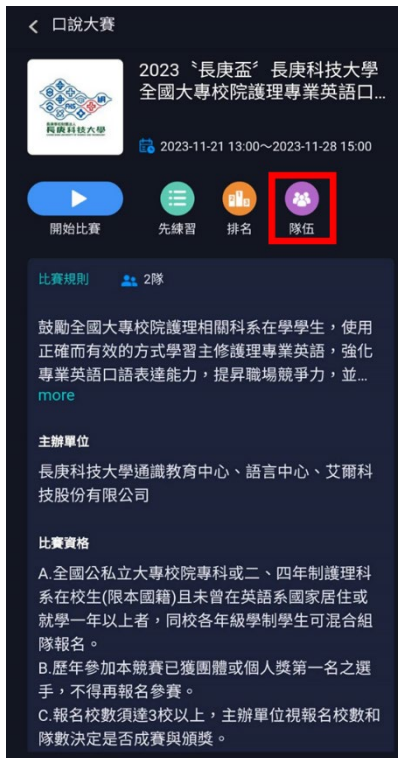 口說大賽
2023〝長庚盃〞長庚科技大學
全國大專校院護理專業英語口...
長庚科技大學
2023-11-21 13:00～2023-11-28 15:00
開始比賽
先練習
排名
隊伍
比賽規則 2隊
鼓勵全國大專校院護理相關科系在學學生，使用
正確而有效的方式學習主修護理專業英語，強化
專業英語口語表達能力，提昇職場競爭力，並...
more
主辦單位
長庚科技大學通識教育中心、語言中心、艾爾科
技股份有限公司
比賽資格
A.全國公私立大專校院專科或二、四年制護理科
系在校生(限本國籍)且未曾在英語系國家居住或
就學一年以上者，同校各年級學制學生可混合組
隊報名。
B.歷年參加本競賽已獲團體或個人獎第一名之選
手，不得再報名參賽。
C.報名校數須達3校以上，主辦單位視報名校數和
隊數決定是否成賽與頒獎。